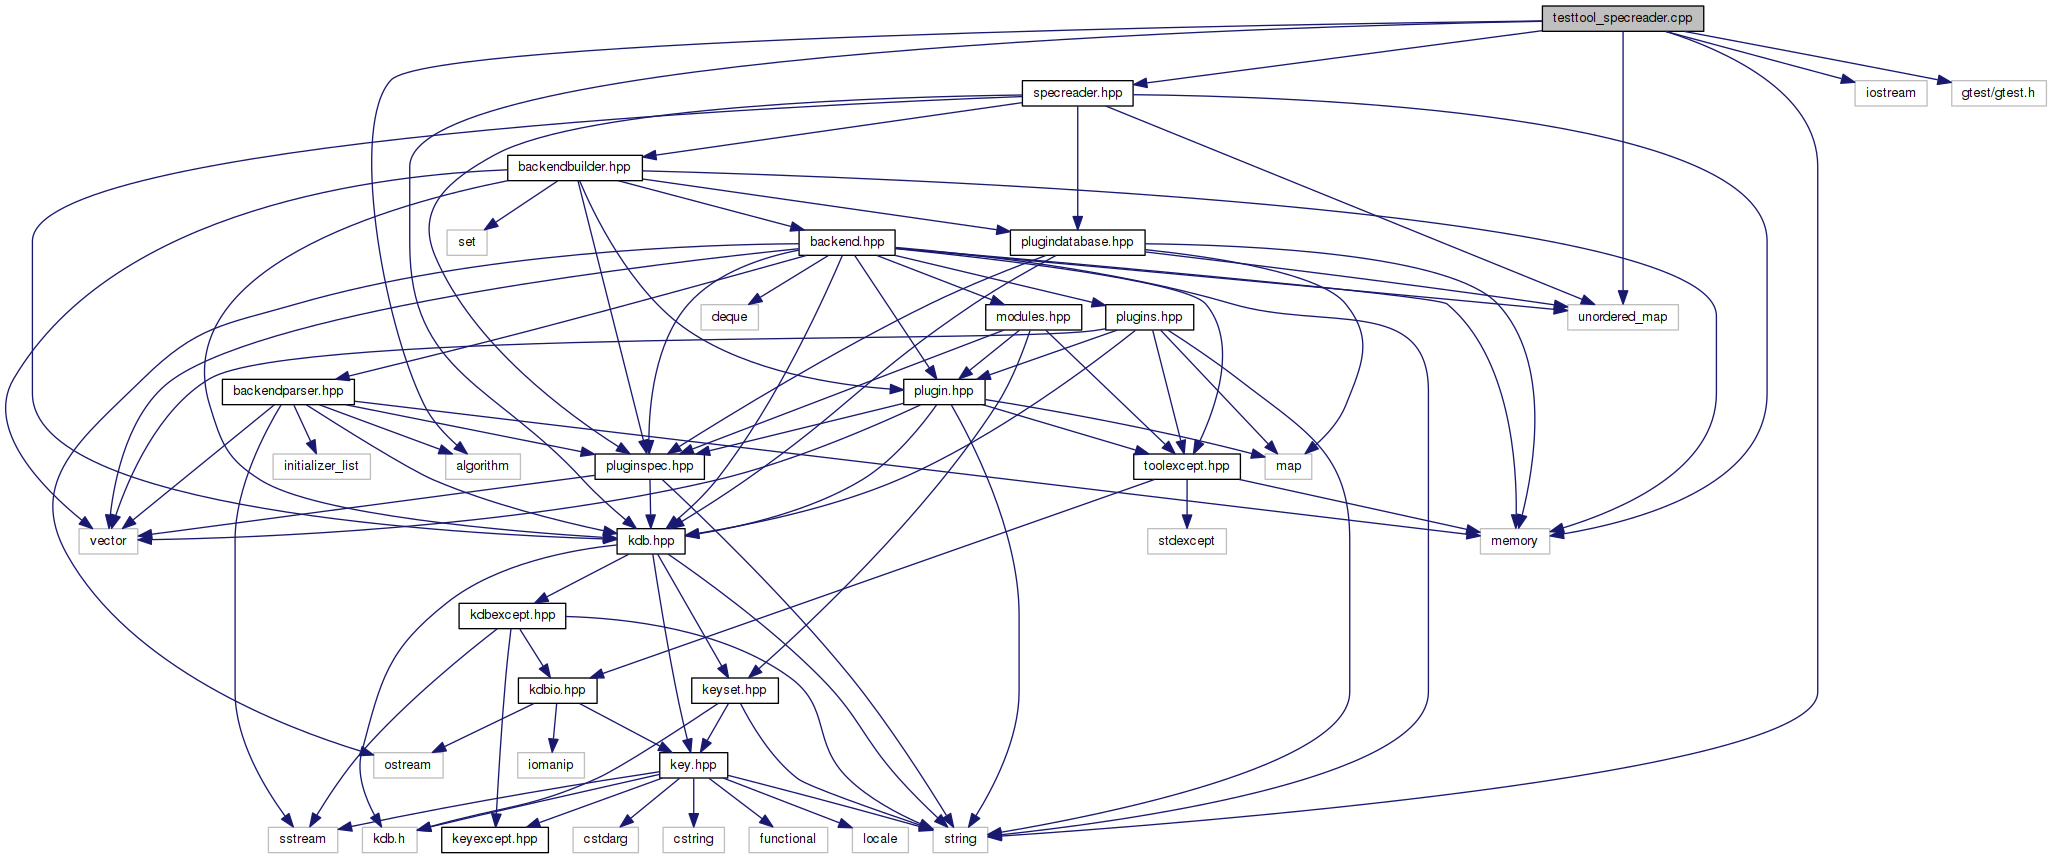 testtool_specreader.cpp
specreader.hpp
iostream
gtest/gtest.h
backendbuilder.hpp
set
backend.hpp
plugindatabase.hpp
deque
modules.hpp
plugins.hpp
unordered_map
backendparser.hpp
plugin.hpp
initializer_list
algorithm
pluginspec.hpp
toolexcept.hpp
map
vector
kdb.hpp
stdexcept
memory
kdbexcept.hpp
kdbio.hpp
keyset.hpp
ostream
iomanip
key.hpp
sstream
kdb.h
keyexcept.hpp
cstdarg
cstring
functional
locale
string